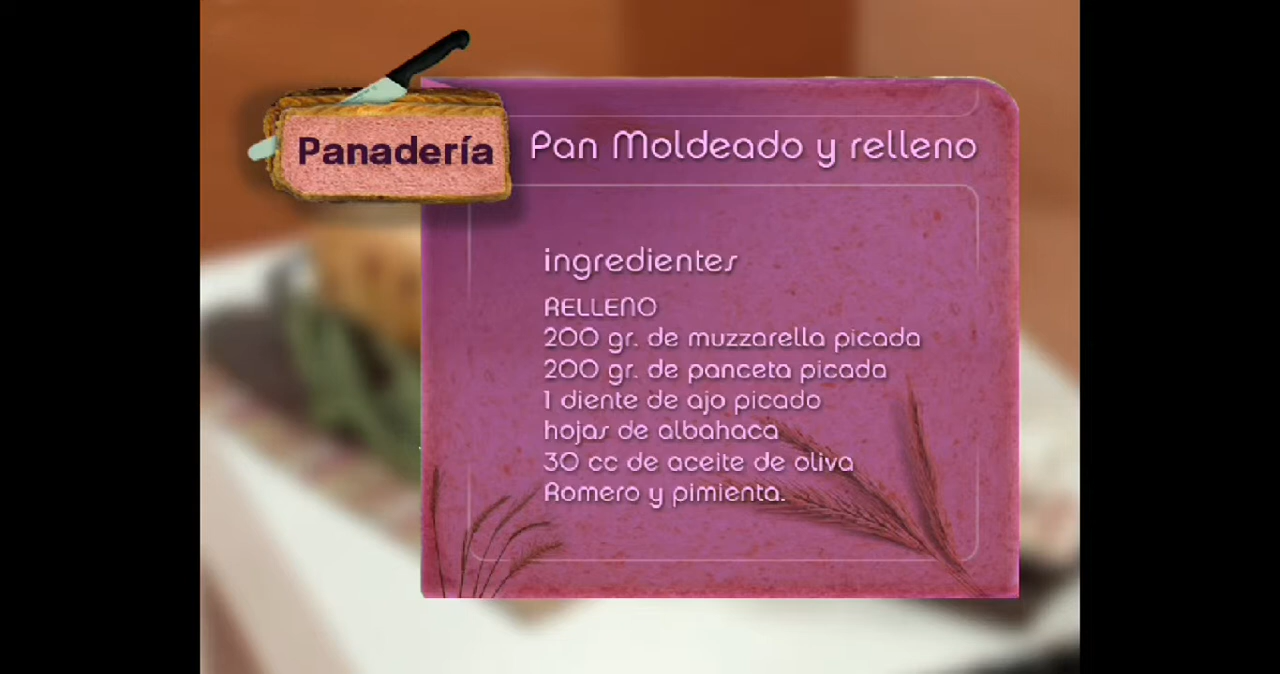 Panadería
Pan Moldeado y relleno
ingredientes
RELLENO
200 gr. de muzzarella picada
200 gr. de panceta picada
1 diente de ajo picado
hojas de albahaca
30 cc de aceite de oliva
Romero y pimienta.